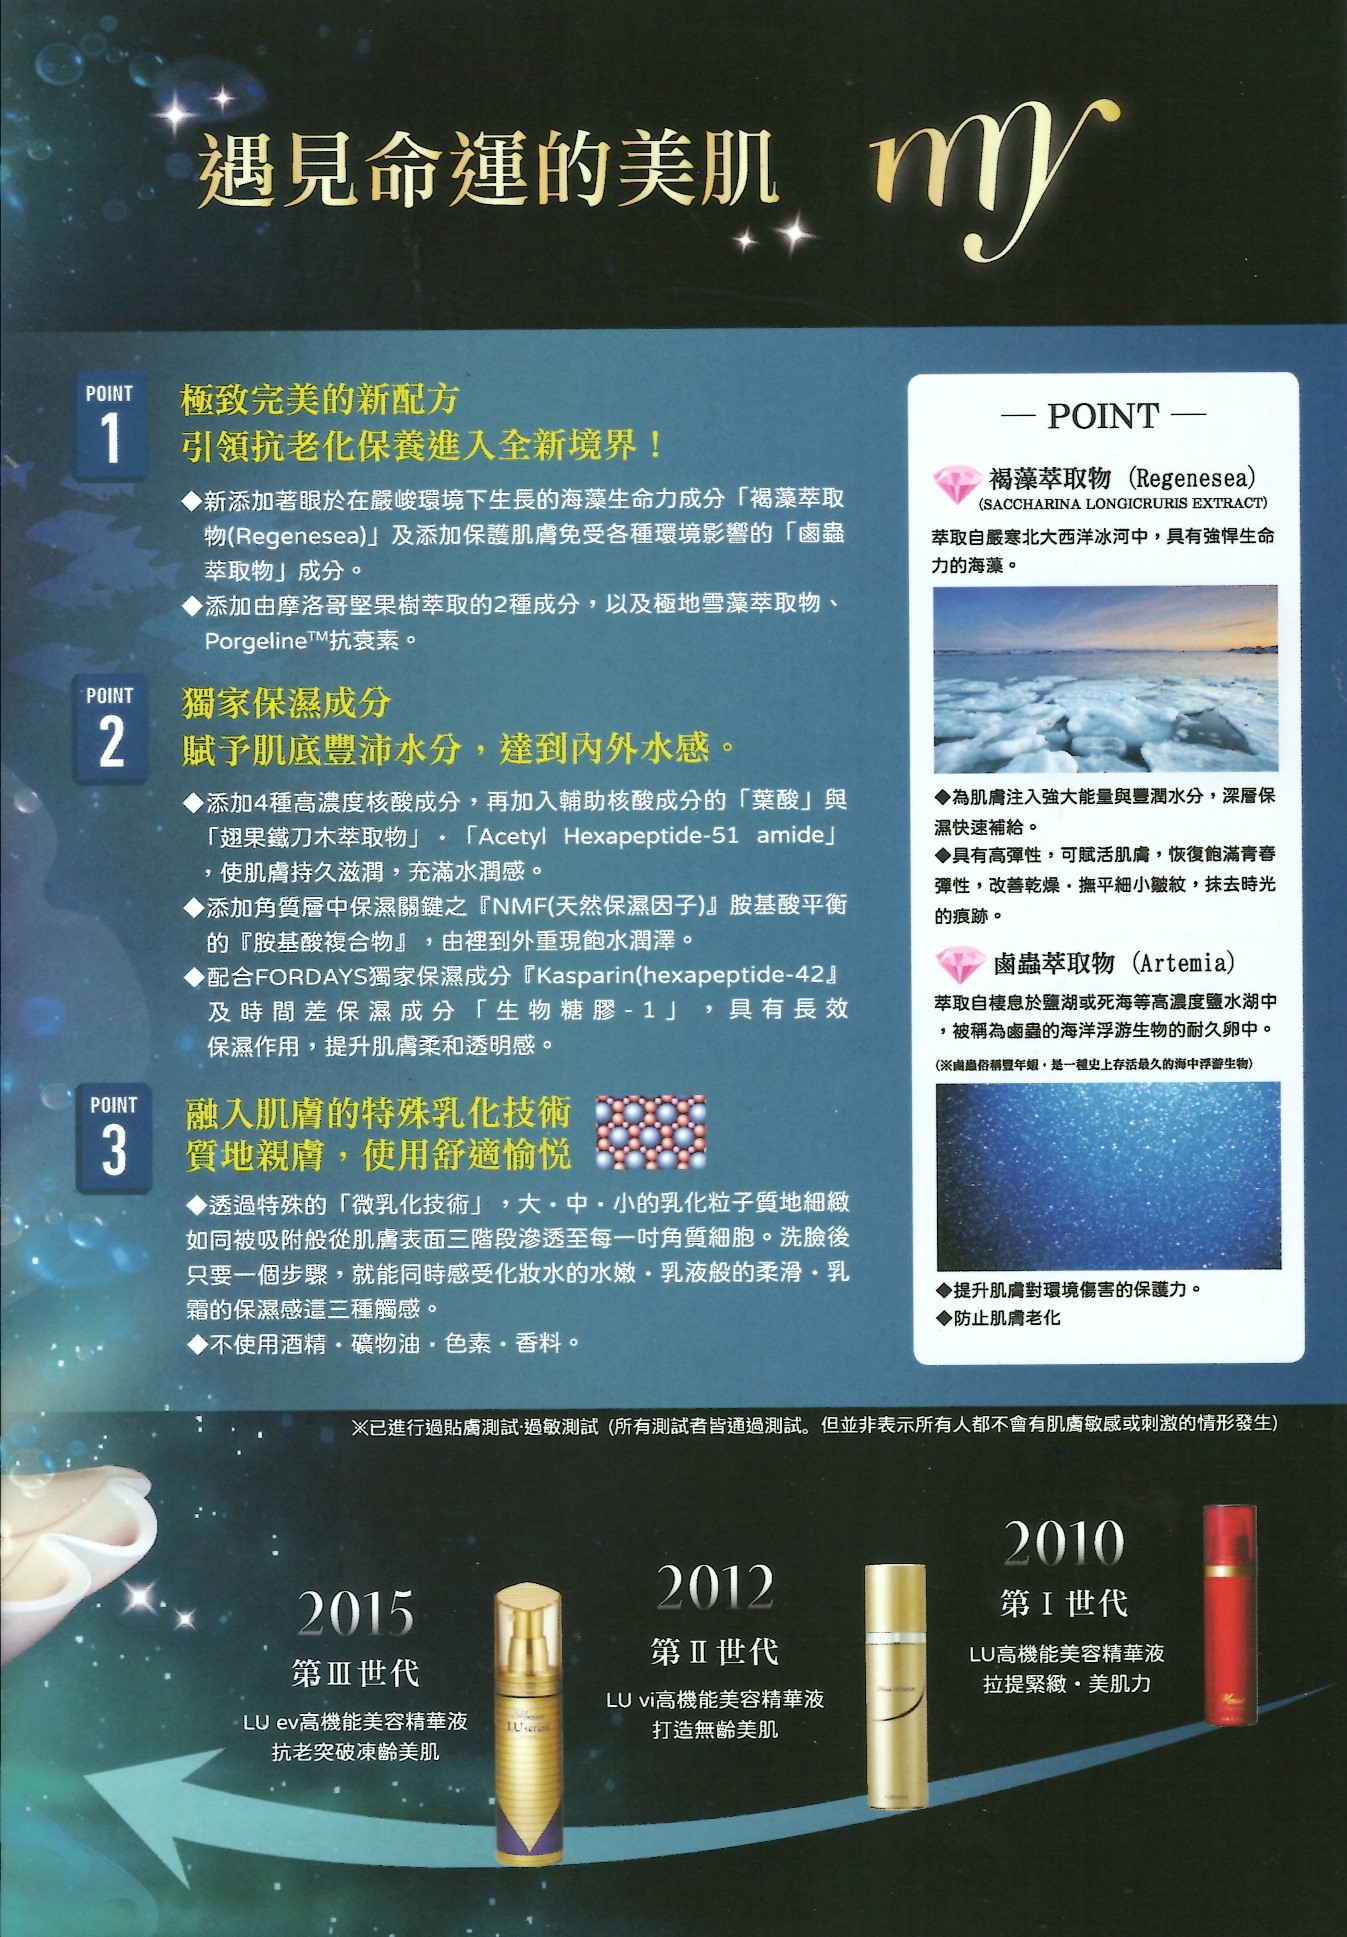 遇見命運的美肌
my
POINT
1
極致完美的新配方
引領抗老化保養進入全新境界！
◆新添加著眼於在嚴峻環境下生長的海藻生命力成分「褐藻萃取
物(Regenesea)」及添加保護肌膚免受各種環境影響的「鹵蟲
萃取物」成分。
◆添加由摩洛哥堅果樹萃取的2種成分，以及極地雪藻萃取物、
Porgeline™抗衰素。
POINT
2
獨家保濕成分
賦予肌底豐沛水分，達到內外水感。
◆添加4種高濃度核酸成分，再加入輔助核酸成分的「葉酸」與
「翅果鐵刀木萃取物」・「Acetyl Hexapeptide-51 amide」
，使肌膚持久滋潤，充滿水潤感。
◆添加角質層中保濕關鍵之『NMF(天然保濕因子)』胺基酸平衡
的『胺基酸複合物』，由裡到外重現飽水潤澤。
◆配合FORDAYS獨家保濕成分『Kasparin(hexapeptide-42』
及時間差保濕成分「生物糖膠-1」，具有長效
保濕作用，提升肌膚柔和透明感。
POINT
3
融入肌膚的特殊乳化技術
質地親膚，使用舒適愉悅
◆透過特殊的「微乳化技術」，大・中・小的乳化粒子質地細緻
如同被吸附般從肌膚表面三階段滲透至每一吋角質細胞。洗臉後
只要一個步驟，就能同時感受化妝水的水嫩・乳液般的柔滑・乳
霜的保濕感這三種觸感。
◆不使用酒精・礦物油・色素・香料。
— POINT —
褐藻萃取物 (Regenesea)
(SACCHARINA LONGICRURIS EXTRACT)
萃取自嚴寒北大西洋冰河中，具有強悍生命
力的海藻。
◆為肌膚注入強大能量與豐潤水分，深層保
濕快速補給。
◆具有高彈性，可賦活肌膚，恢復飽滿青春
彈性，改善乾燥・撫平細小皺紋，抹去時光
的痕跡。
鹵蟲萃取物 (Artemia)
萃取自棲息於鹽湖或死海等高濃度鹽水湖中
，被稱為鹵蟲的海洋浮游生物的耐久卵中。
(※鹵蟲俗稱豐年蝦，是一種史上存活最久的海中浮游生物)
◆提升肌膚對環境傷害的保護力。
◆防止肌膚老化
※已進行過貼膚測試·過敏測試 (所有測試者皆通過測試。但並非表示所有人都不會有肌膚敏感或刺激的情形發生)
2015
第Ⅲ世代
LU ev高機能美容精華液
抗老突破凍齡美肌
LU serum
2012
第Ⅱ世代
LU vi高機能美容精華液
打造無齡美肌
2010
第Ⅰ世代
LU高機能美容精華液
拉提緊緻・美肌力